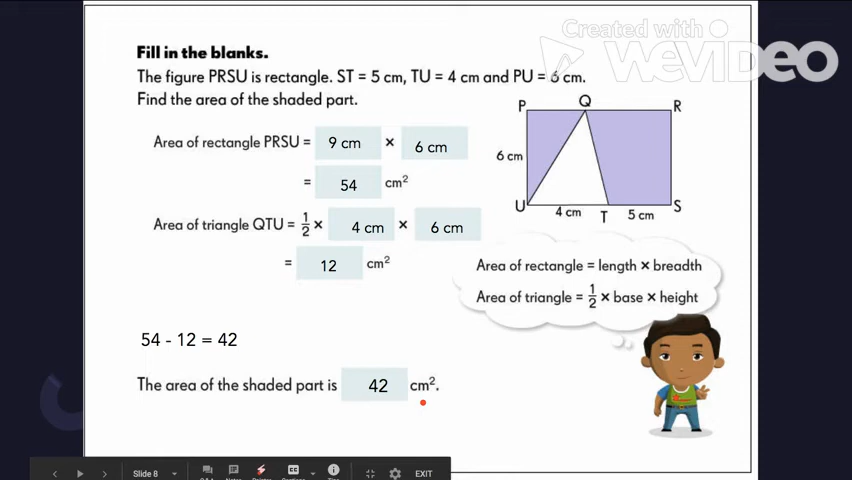 Created with
WeVideo
Fill in the blanks.
The figure PRSU is rectangle. ST = 5 cm, TU = 4 cm and PU = 6 cm.
Find the area of the shaded part.
Area of rectangle PRSU = 9 cm × 6 cm
= 54 cm²
Area of triangle QTU = 1/2 × 4 cm × 6 cm
= 12 cm²
P Q R
6 cm
U 4 cm T 5 cm S
Area of rectangle = length × breadth
Area of triangle = 1/2 × base × height
54 - 12 = 42
The area of the shaded part is 42 cm².
Slide 8
EXIT